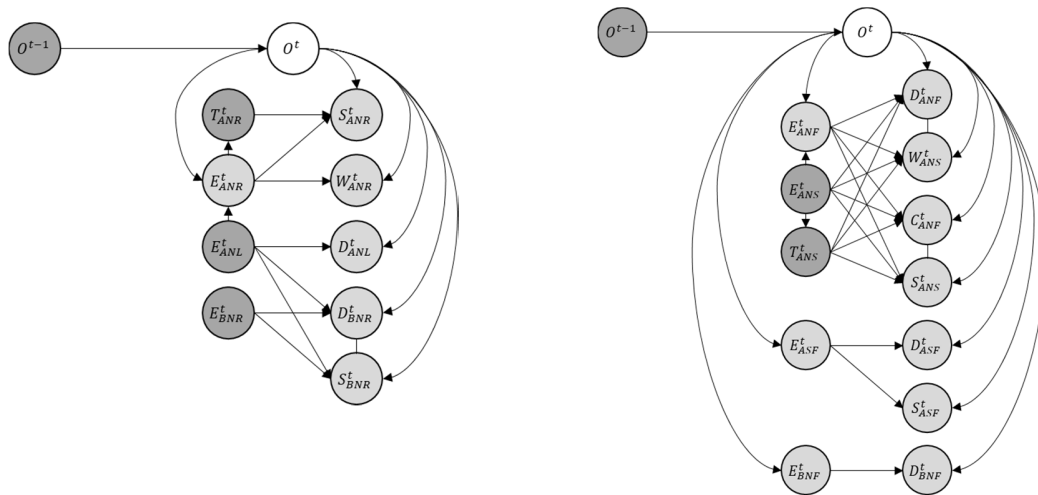 O^{t-1}
O^t
T^t_{ANR}
S^t_{ANR}
E^t_{ANR}
W^t_{ANR}
E^t_{ANL}
D^t_{ANL}
E^t_{BNR}
D^t_{BNR}
S^t_{BNR}
O^{t-1}
O^t
D^t_{ANF}
E^t_{ANF}
W^t_{ANS}
E^t_{ANS}
C^t_{ANF}
T^t_{ANS}
S^t_{ANS}
E^t_{ASF}
D^t_{ASF}
S^t_{ASF}
E^t_{BNF}
D^t_{BNF}